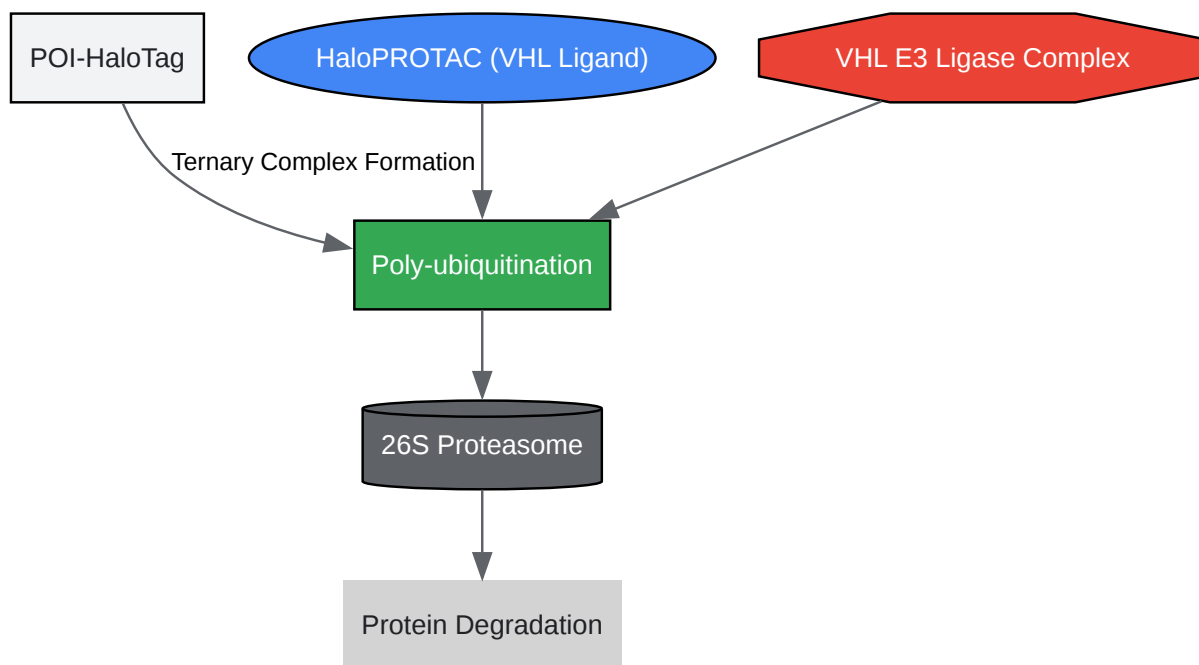 POI-HaloTag
HaloPROTAC (VHL Ligand)
VHL E3 Ligase Complex
Ternary Complex Formation
Poly-ubiquitination
26S Proteasome
Protein Degradation